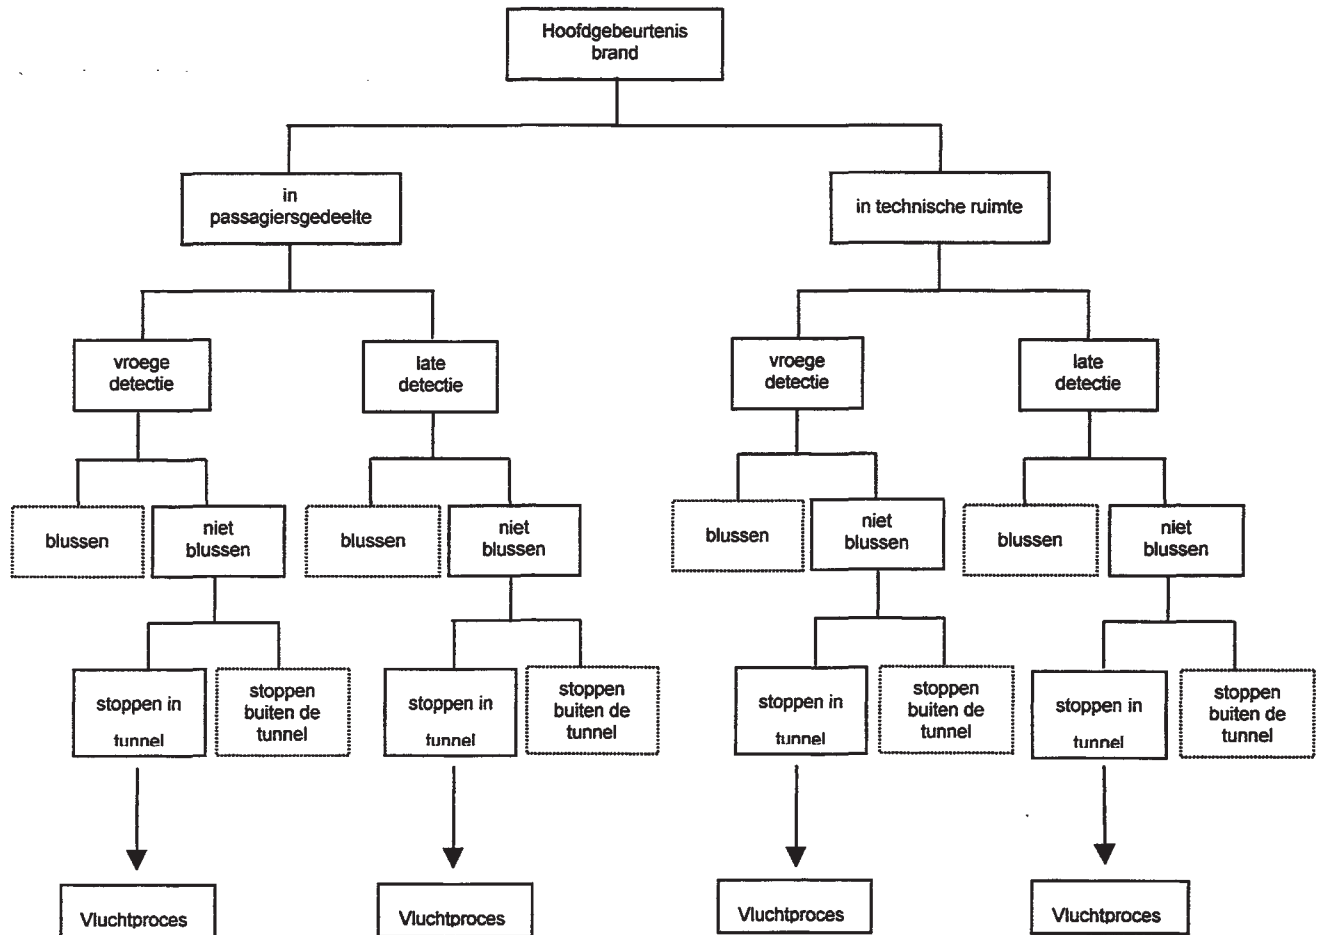 Hoofdgebeurtenis
brand
in
passagiersgedeelte
in technische ruimte
vroege
detectie
late
detectie
vroege
detectie
late
detectie
blussen
niet
blussen
blussen
niet
blussen
blussen
niet
blussen
blussen
niet
blussen
stoppen in
tunnel
stoppen
buiten de
tunnel
stoppen in
tunnel
stoppen
buiten de
tunnel
stoppen in
tunnel
stoppen
buiten de
tunnel
stoppen in
tunnel
stoppen
buiten de
tunnel
Vluchtproces
Vluchtproces
Vluchtproces
Vluchtproces